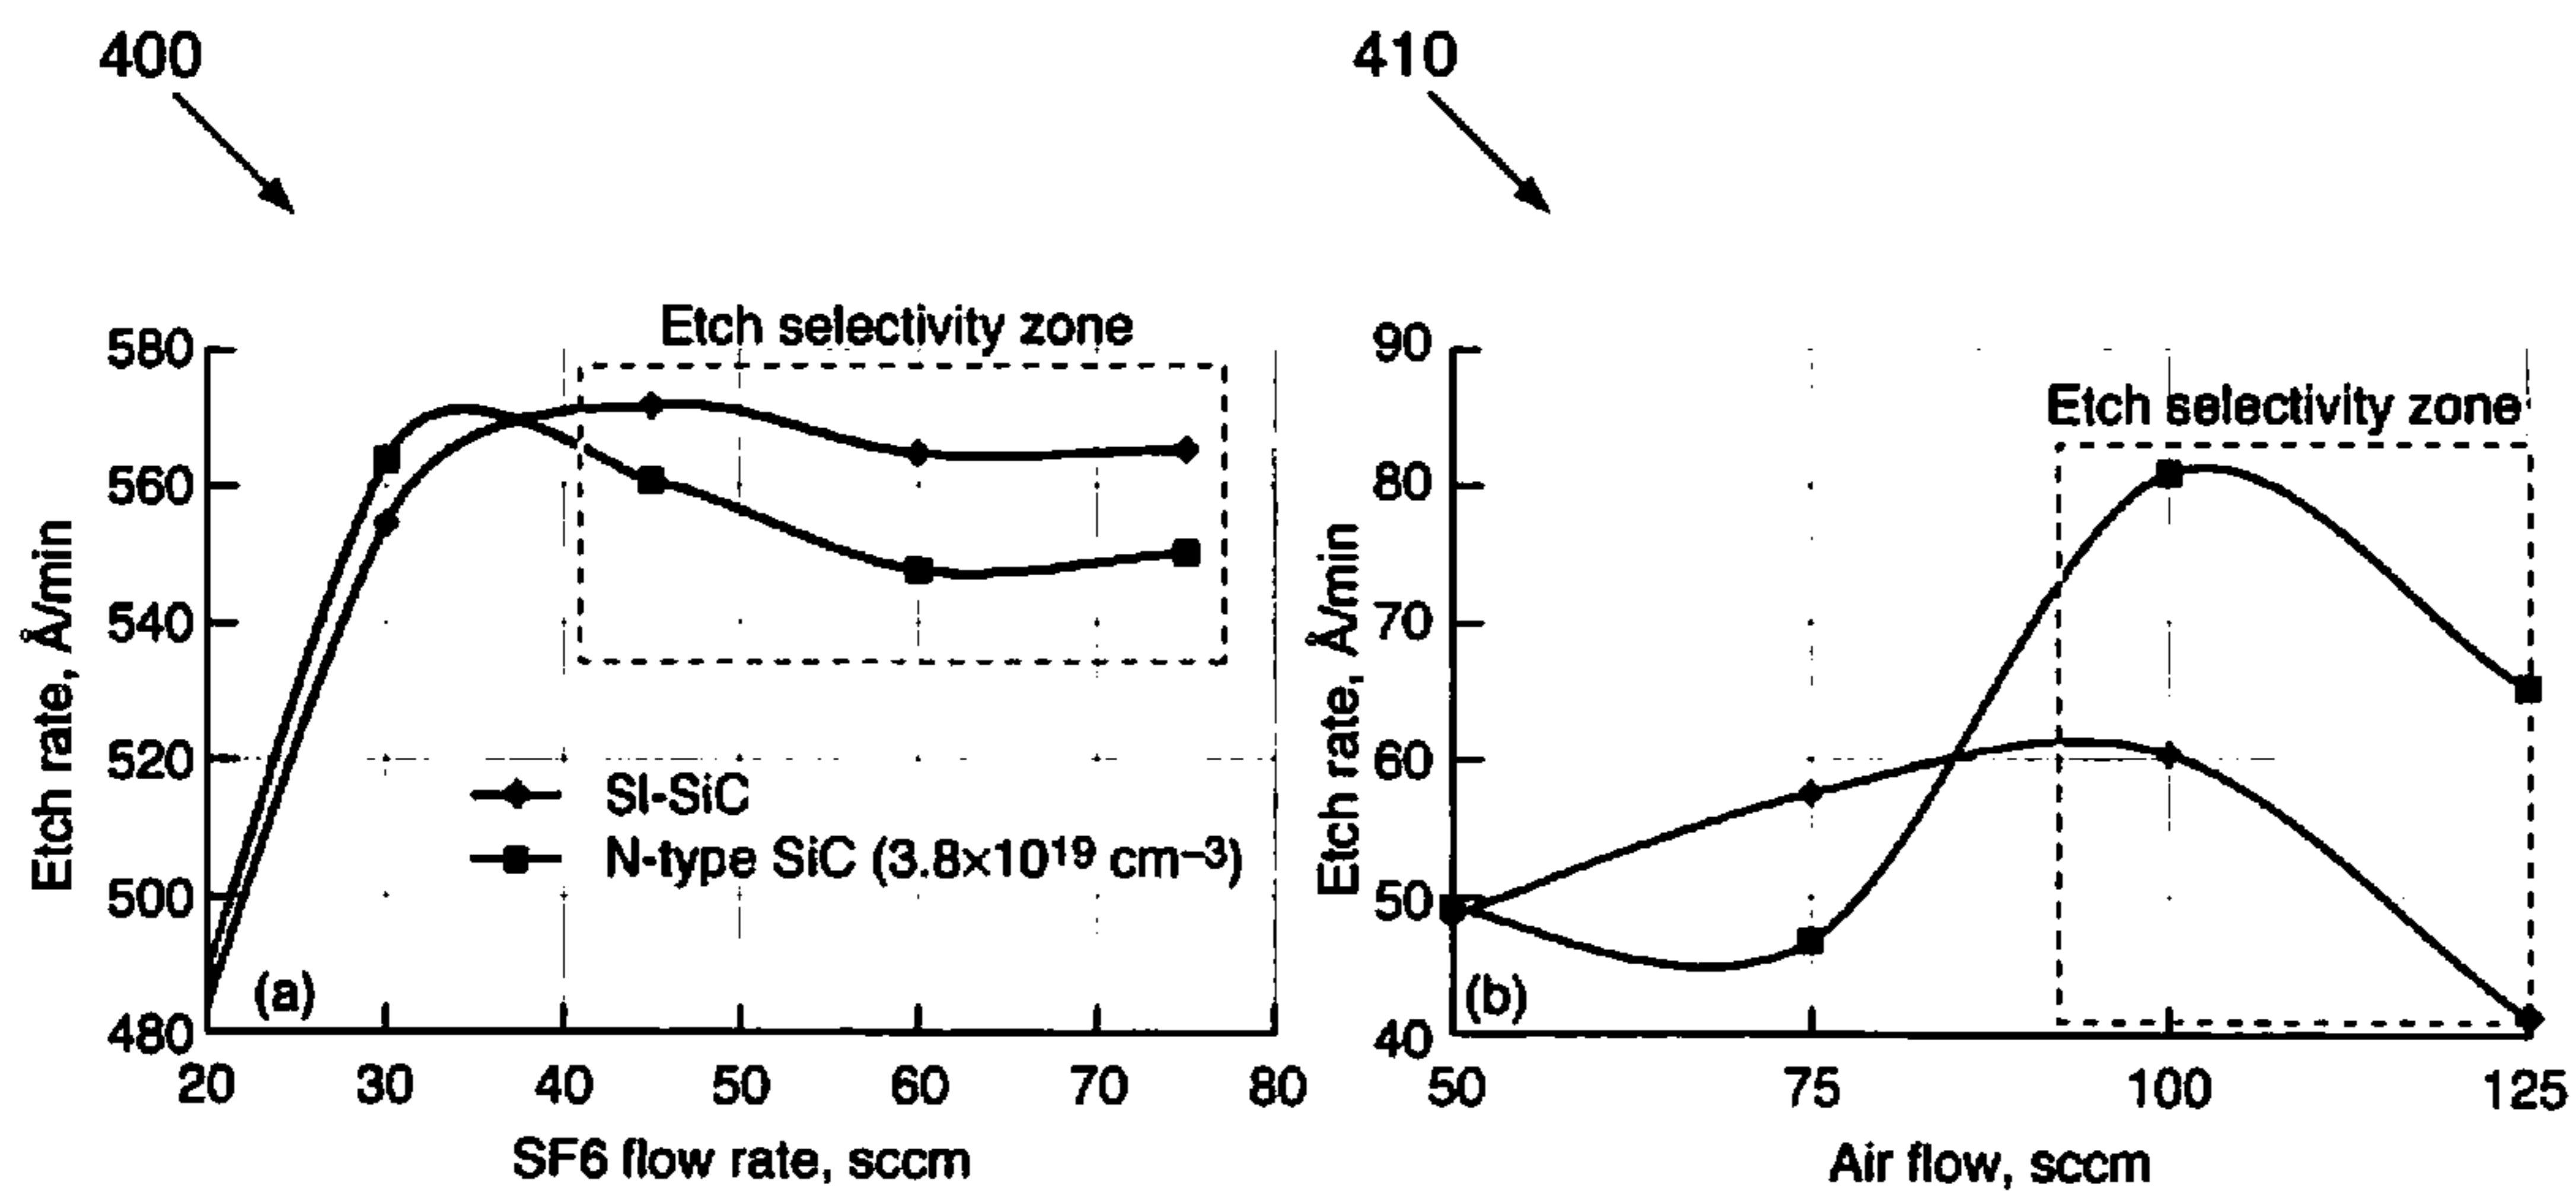 400
410
Etch selectivity zone
580
560
540
520
500
480
Etch rate, Å/min
SI-SiC
N-type SiC (3.8×10¹⁹ cm⁻³)
(a)
20 30 40 50 60 70 80
SF6 flow rate, sccm
90
80
70
60
50
40
Etch rate, Å/min
Etch selectivity zone
(b)
50 75 100 125
Air flow, sccm